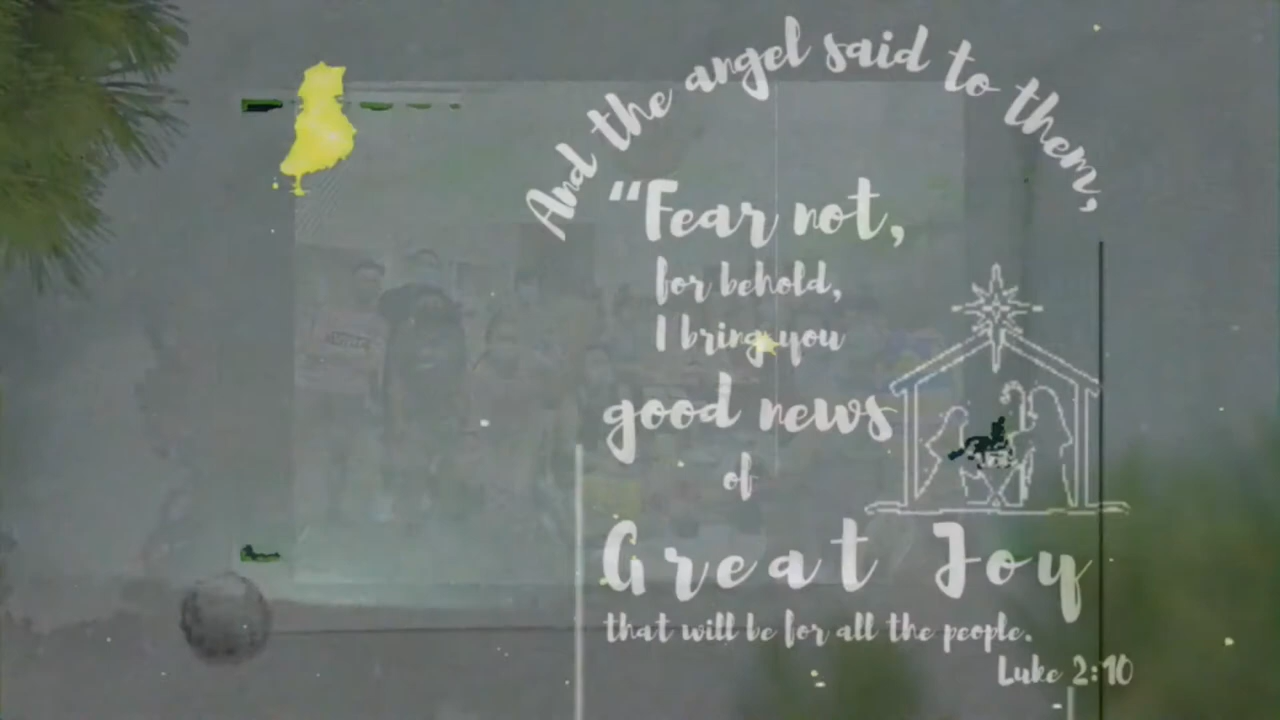 And the angel said to them,
“Fear not,
for behold,
I bring you
good news
of
Great Joy
that will be for all the people.
Luke 2:10